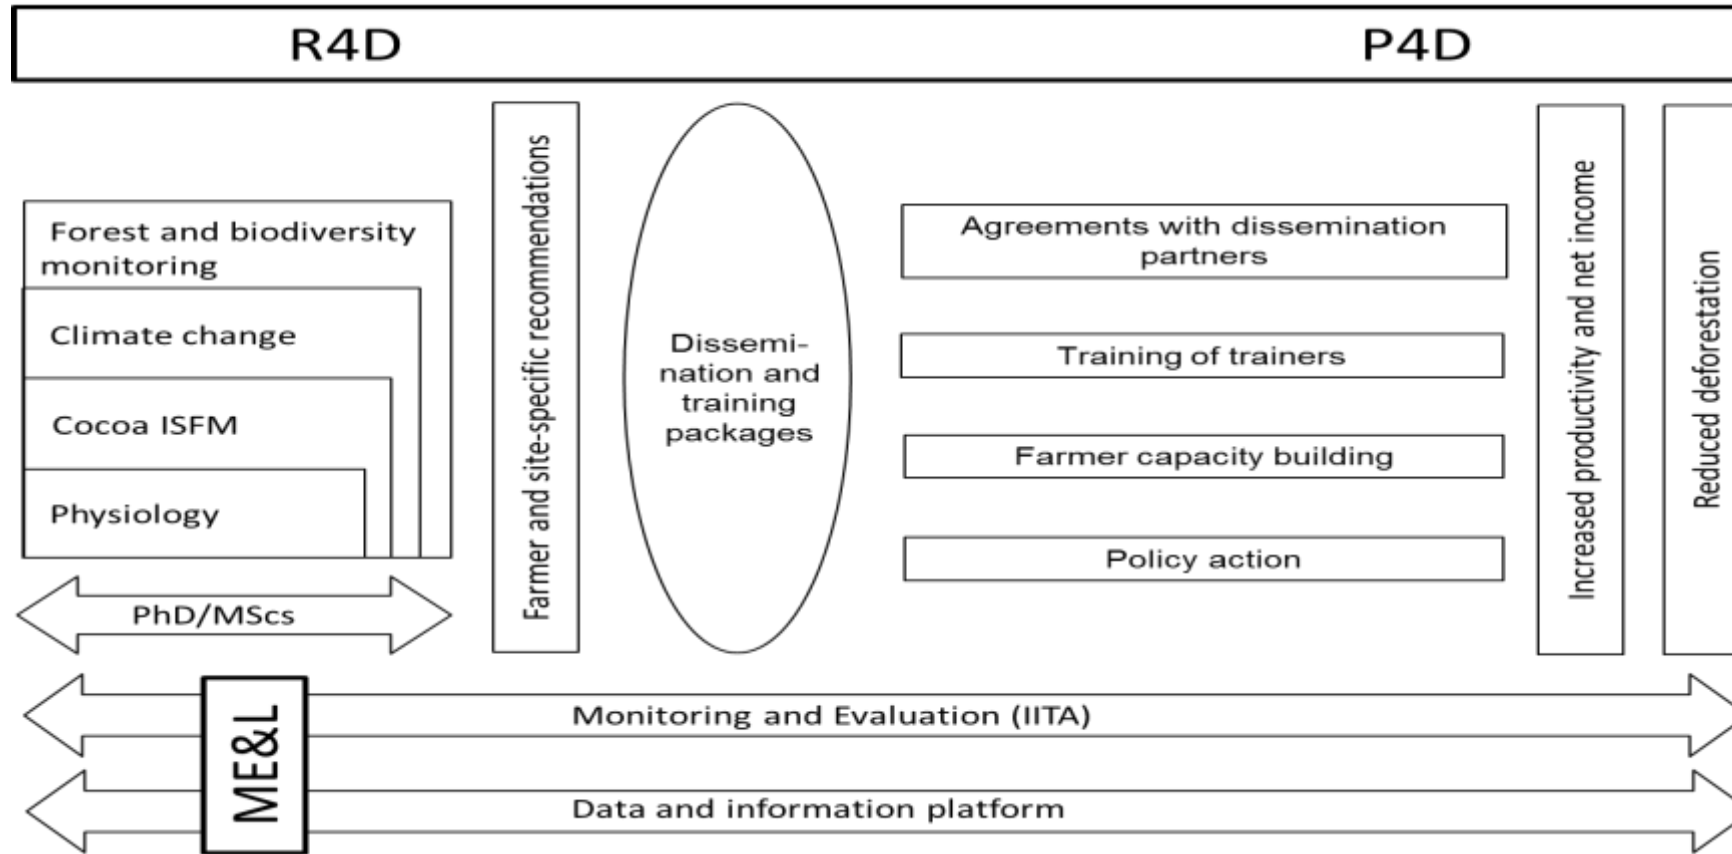 R4D
P4D
Forest and biodiversity
monitoring
Climate change
Cocoa ISFM
Physiology
PhD/MScs
Farmer and site-specific recommendations
Dissemi-
nation and
training
packages
Agreements with dissemination
partners
Training of trainers
Farmer capacity building
Policy action
Increased productivity and net income
Reduced deforestation
ME&L
Monitoring and Evaluation (IITA)
Data and information platform